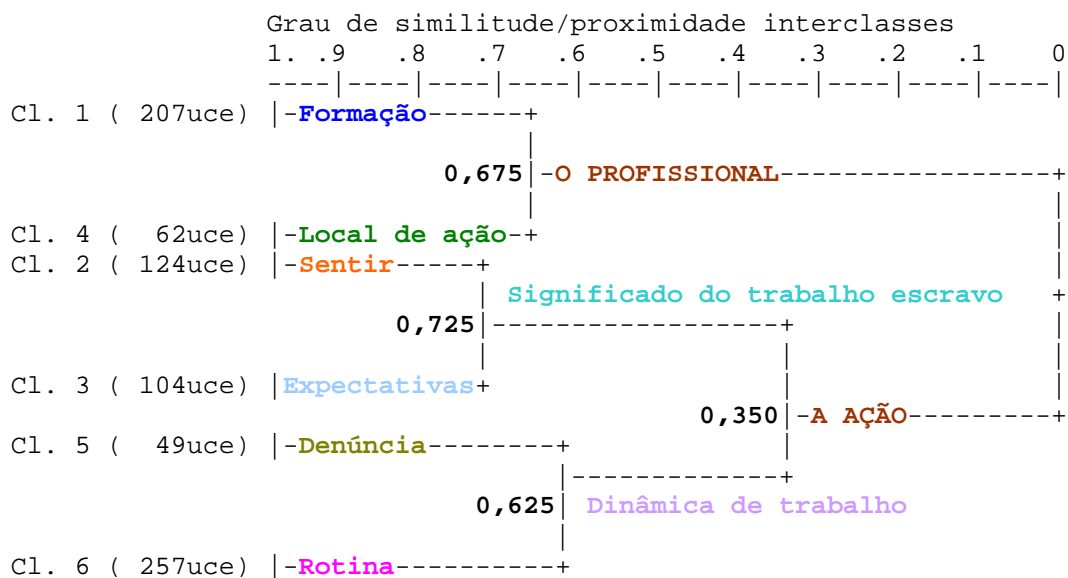 Grau de similitude/proximidade interclasses
1. .9 .8 .7 .6 .5 .4 .3 .2 .1 0
----|----|----|----|----|----|----|----|----|----|
Cl. 1 ( 207uce) |-Formação------+
|
0,675|-O PROFISSIONAL-----------------+
| |
Cl. 4 ( 62uce) |-Local de ação-+ |
Cl. 2 ( 124uce) |-Sentir-----+ |
| Significado do trabalho escravo +
0,725|------------------+ |
| | |
Cl. 3 ( 104uce) |Expectativas+ | |
0,350|-A AÇÃO---------+
Cl. 5 ( 49uce) |-Denúncia--------+ |
|-------------+
0,625| Dinâmica de trabalho
|
Cl. 6 ( 257uce) |-Rotina----------+